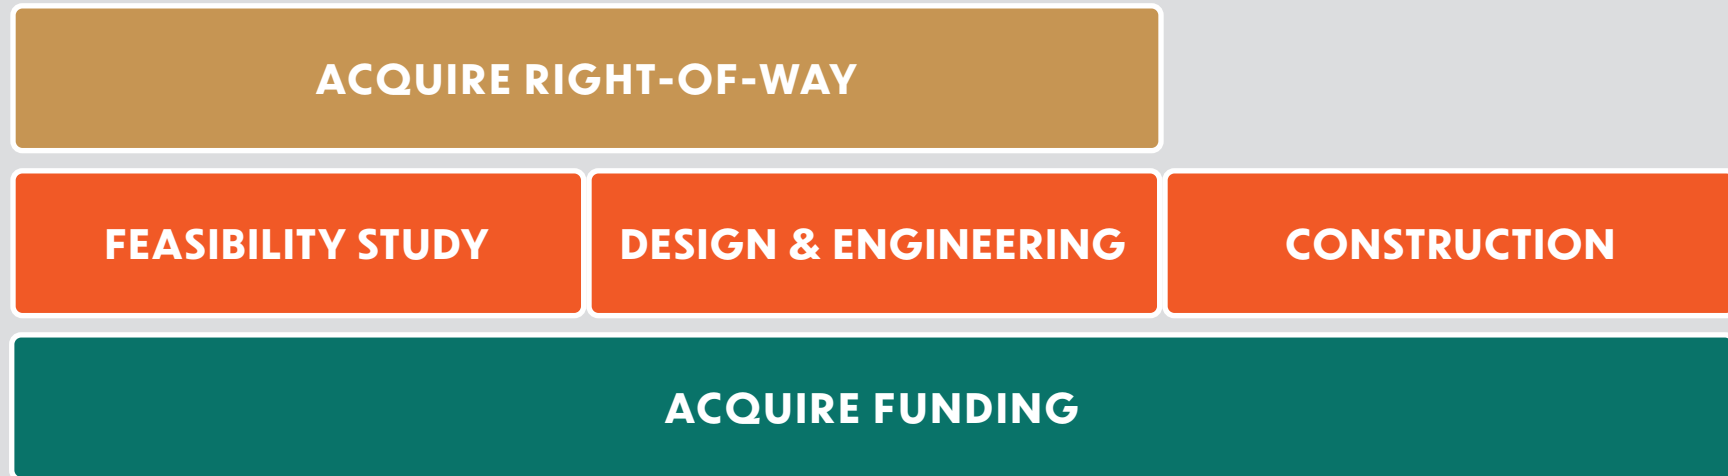 ACQUIRE RIGHT-OF-WAY
FEASIBILITY STUDY
DESIGN & ENGINEERING
CONSTRUCTION
ACQUIRE FUNDING